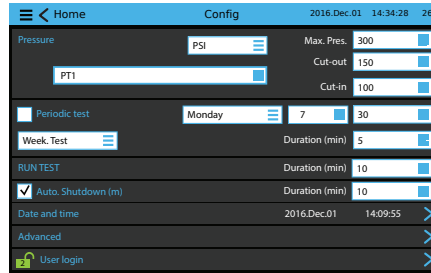 Home Config 2016.Dec.01 14:34:28 26
Pressure PSI Max. Pres. 300
Cut-out 150
PT1
Cut-in 100
Periodic test Monday 7 30
Week. Test Duration (min) 5
RUN TEST Duration (min) 10
Auto. Shutdown (m) Duration (min) 10
Date and time 2016.Dec.01 14:09:55
Advanced
2 User login